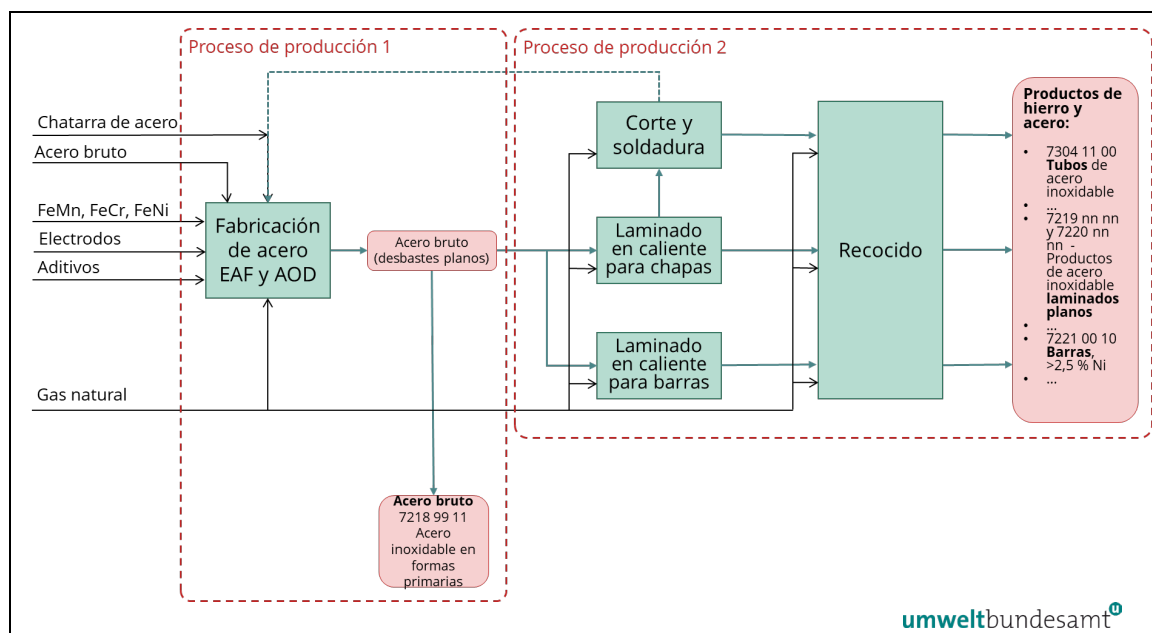 Proceso de producción 1
Proceso de producción 2
Chatarra de acero
Acero bruto
FeMn, FeCr, FeNi
Electrodos
Aditivos
Gas natural
Fabricación
de acero
EAF y AOD
Acero bruto
(desbastes planos)
Acero bruto
7218 99 11
Acero
inoxidable en
formas
primarias
Corte y
soldadura
Laminado
en caliente
para chapas
Laminado
en caliente
para barras
Recocido
Productos de
hierro y
acero:
• 7304 11 00
Tubos de
acero
inoxidable
• ...
• 7219 nn nn
y 7220 nn
nn -
Productos
de acero
inoxidable
laminados
planos
• ...
• 7221 00 10
Barras,
>2,5 % Ni
• ...
umweltbundesamt u